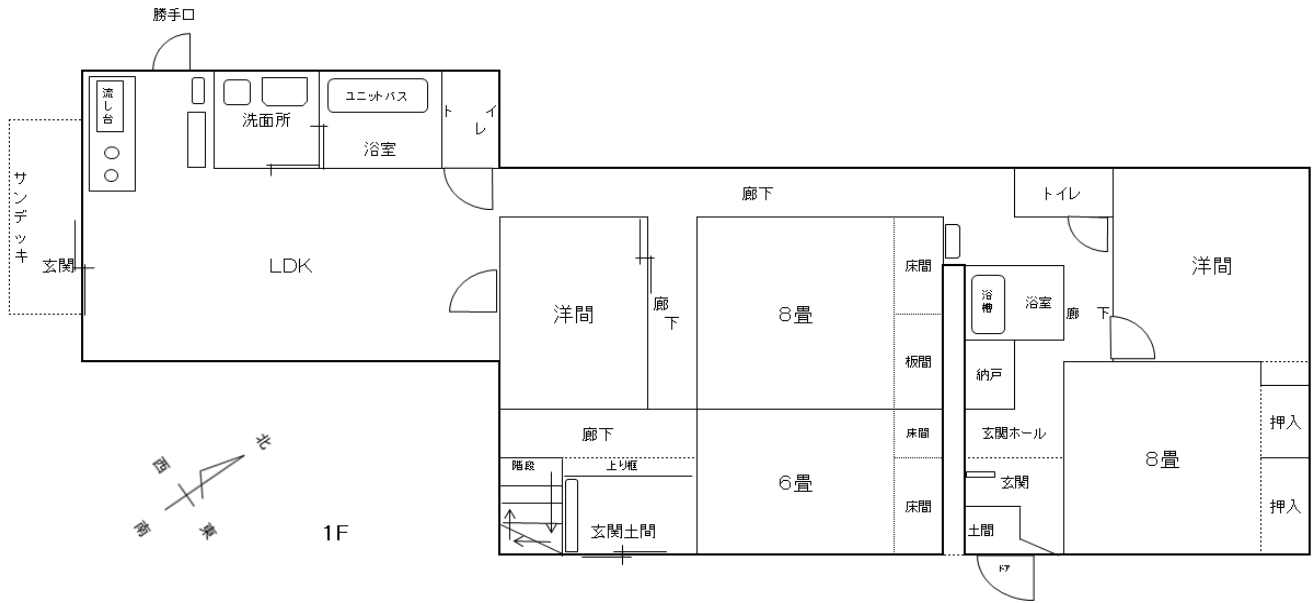 勝手口
流し台
洗面所
ユニットバス
浴室
トイレ
サンデッキ
玄関
LDK
廊下
トイレ
洋間
洋間
廊下
8畳
床間
板間
浴槽
浴室
廊下
納戸
廊下
床間
玄関ホール
8畳
押入
押入
階段
上り框
6畳
床間
玄関
玄関土間
土間
ドア
北
西
南
東
1F